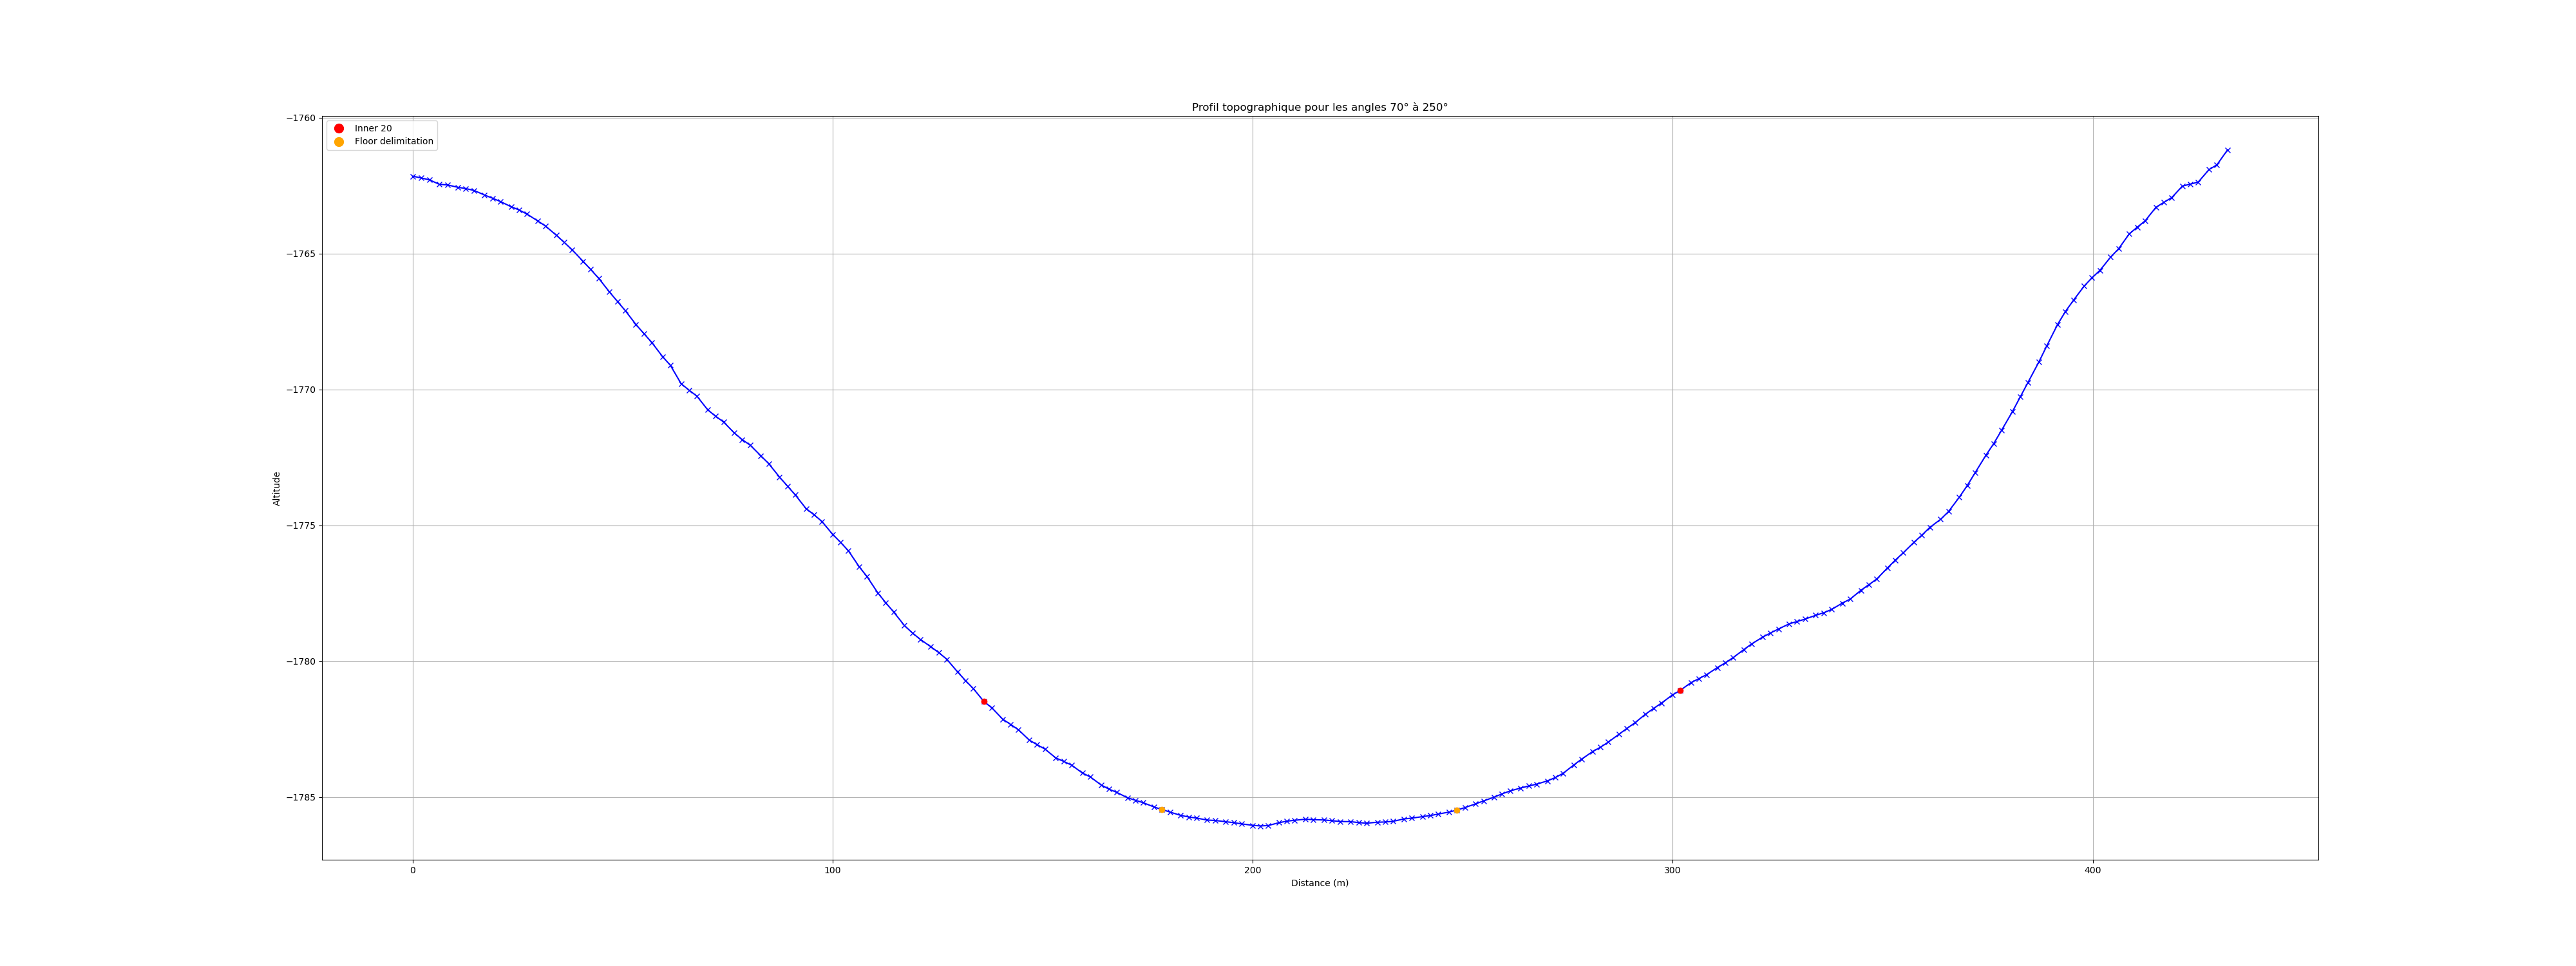 Profil topographique pour les angles 70° à 250°
Inner 20
Floor delimitation
−1760
−1765
−1770
−1775
−1780
−1785
Altitude
0 100 200 300 400
Distance (m)